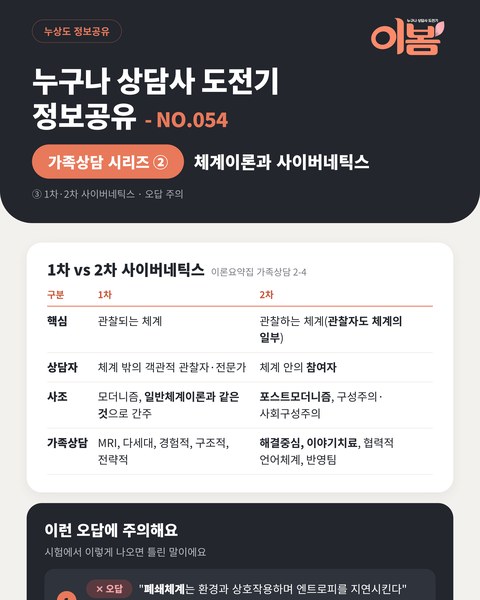 누상도 정보공유
누구나 상담사 도전기
이봄
누구나 상담사 도전기
정보공유 - NO.054
가족상담 시리즈 ② 체계이론과 사이버네틱스
③ 1차·2차 사이버네틱스 · 오답 주의
1차 vs 2차 사이버네틱스 이론요약집 가족상담 2-4
구분 1차 2차
핵심 관찰되는 체계 관찰하는 체계(관찰자도 체계의
일부)
상담자 체계 밖의 객관적 관찰자·전문가 체계 안의 참여자
사조 모더니즘, 일반체계이론과 같은 포스트모더니즘, 구성주의·
것으로 간주 사회구성주의
가족상담 MRI, 다세대, 경험적, 구조적, 해결중심, 이야기치료, 협력적
전략적 언어체계, 반영팀
이런 오답에 주의해요
시험에서 이렇게 나오면 틀린 말이에요
× 오답 "폐쇄체계는 환경과 상호작용하며 엔트로피를 지연시킨다"